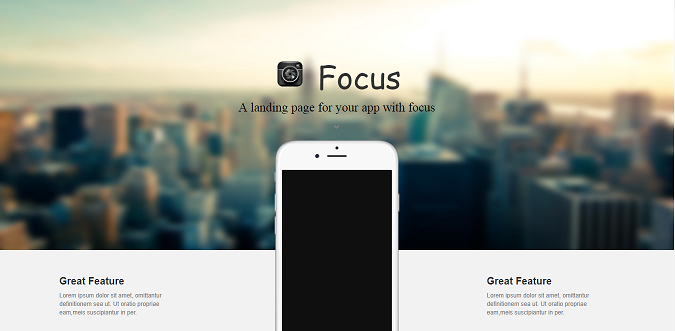 Focus
A landing page for your app with focus
Great Feature
Lorem ipsum dolor sit amet, omittantur
definitionem sea ut. Ut oratio propriae
eam,meis suscipiantur in per.
Great Feature
Lorem ipsum dolor sit amet, omittantur
definitionem sea ut. Ut oratio propriae
eam,meis suscipiantur in per.